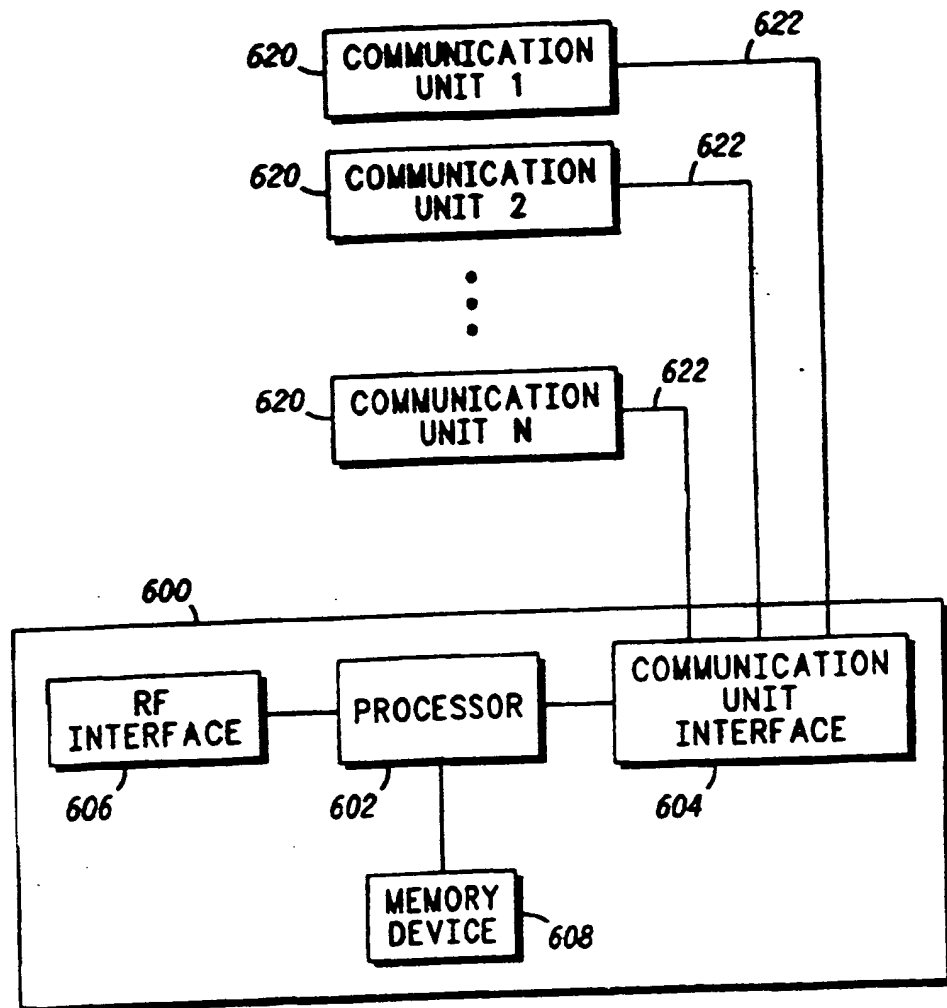 620
COMMUNICATION
UNIT 1
622
620
COMMUNICATION
UNIT 2
622
620
COMMUNICATION
UNIT N
622
600
RF
INTERFACE
606
PROCESSOR
602
COMMUNICATION
UNIT
INTERFACE
604
MEMORY
DEVICE
608